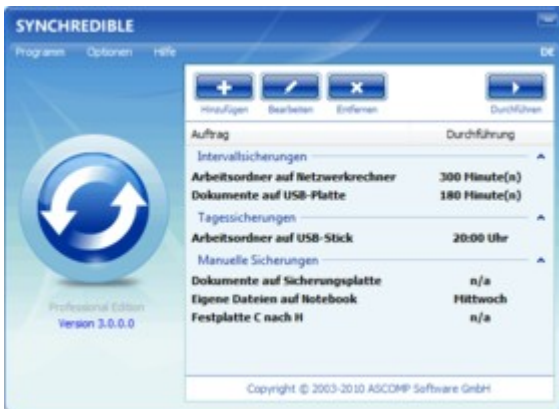 SYNCHREDIBLE
Programm Optionen Hilfe DE
Hinzufügen Bearbeiten Entfernen Durchführen
Auftrag Durchführung
Intervallsicherungen
Arbeitsordner auf Netzwerkrechner 300 Minute(n)
Dokumente auf USB-Platte 180 Minute(n)
Tagessicherungen
Arbeitsordner auf USB-Stick 20:00 Uhr
Manuelle Sicherungen
Dokumente auf Sicherungsplatte n/a
Eigene Dateien auf Notebook Mittwoch
Festplatte C nach H n/a
Professional Edition
Version 3.0.0.0
Copyright © 2003-2010 ASCOMP Software GmbH